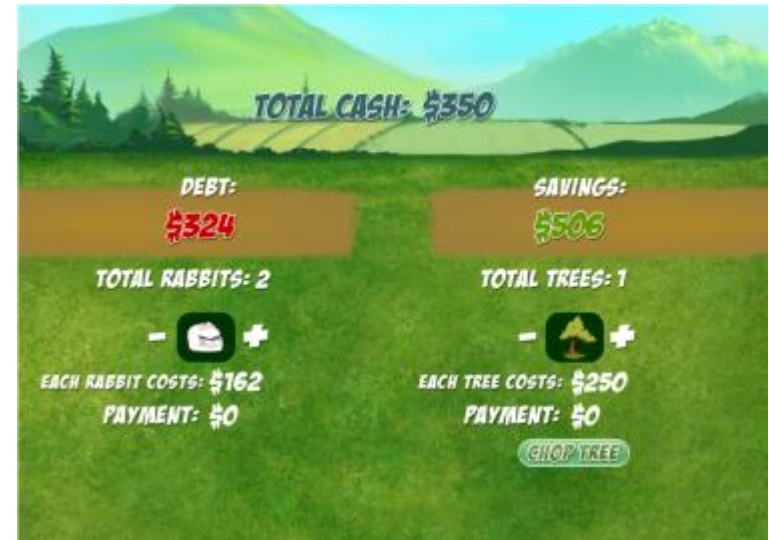 TOTAL CASH: $350
DEBT:
$324
TOTAL RABBITS: 2
- +
EACH RABBIT COSTS: $162
PAYMENT: $0
SAVINGS:
$506
TOTAL TREES: 1
- +
EACH TREE COSTS: $250
PAYMENT: $0
CHOP TREE